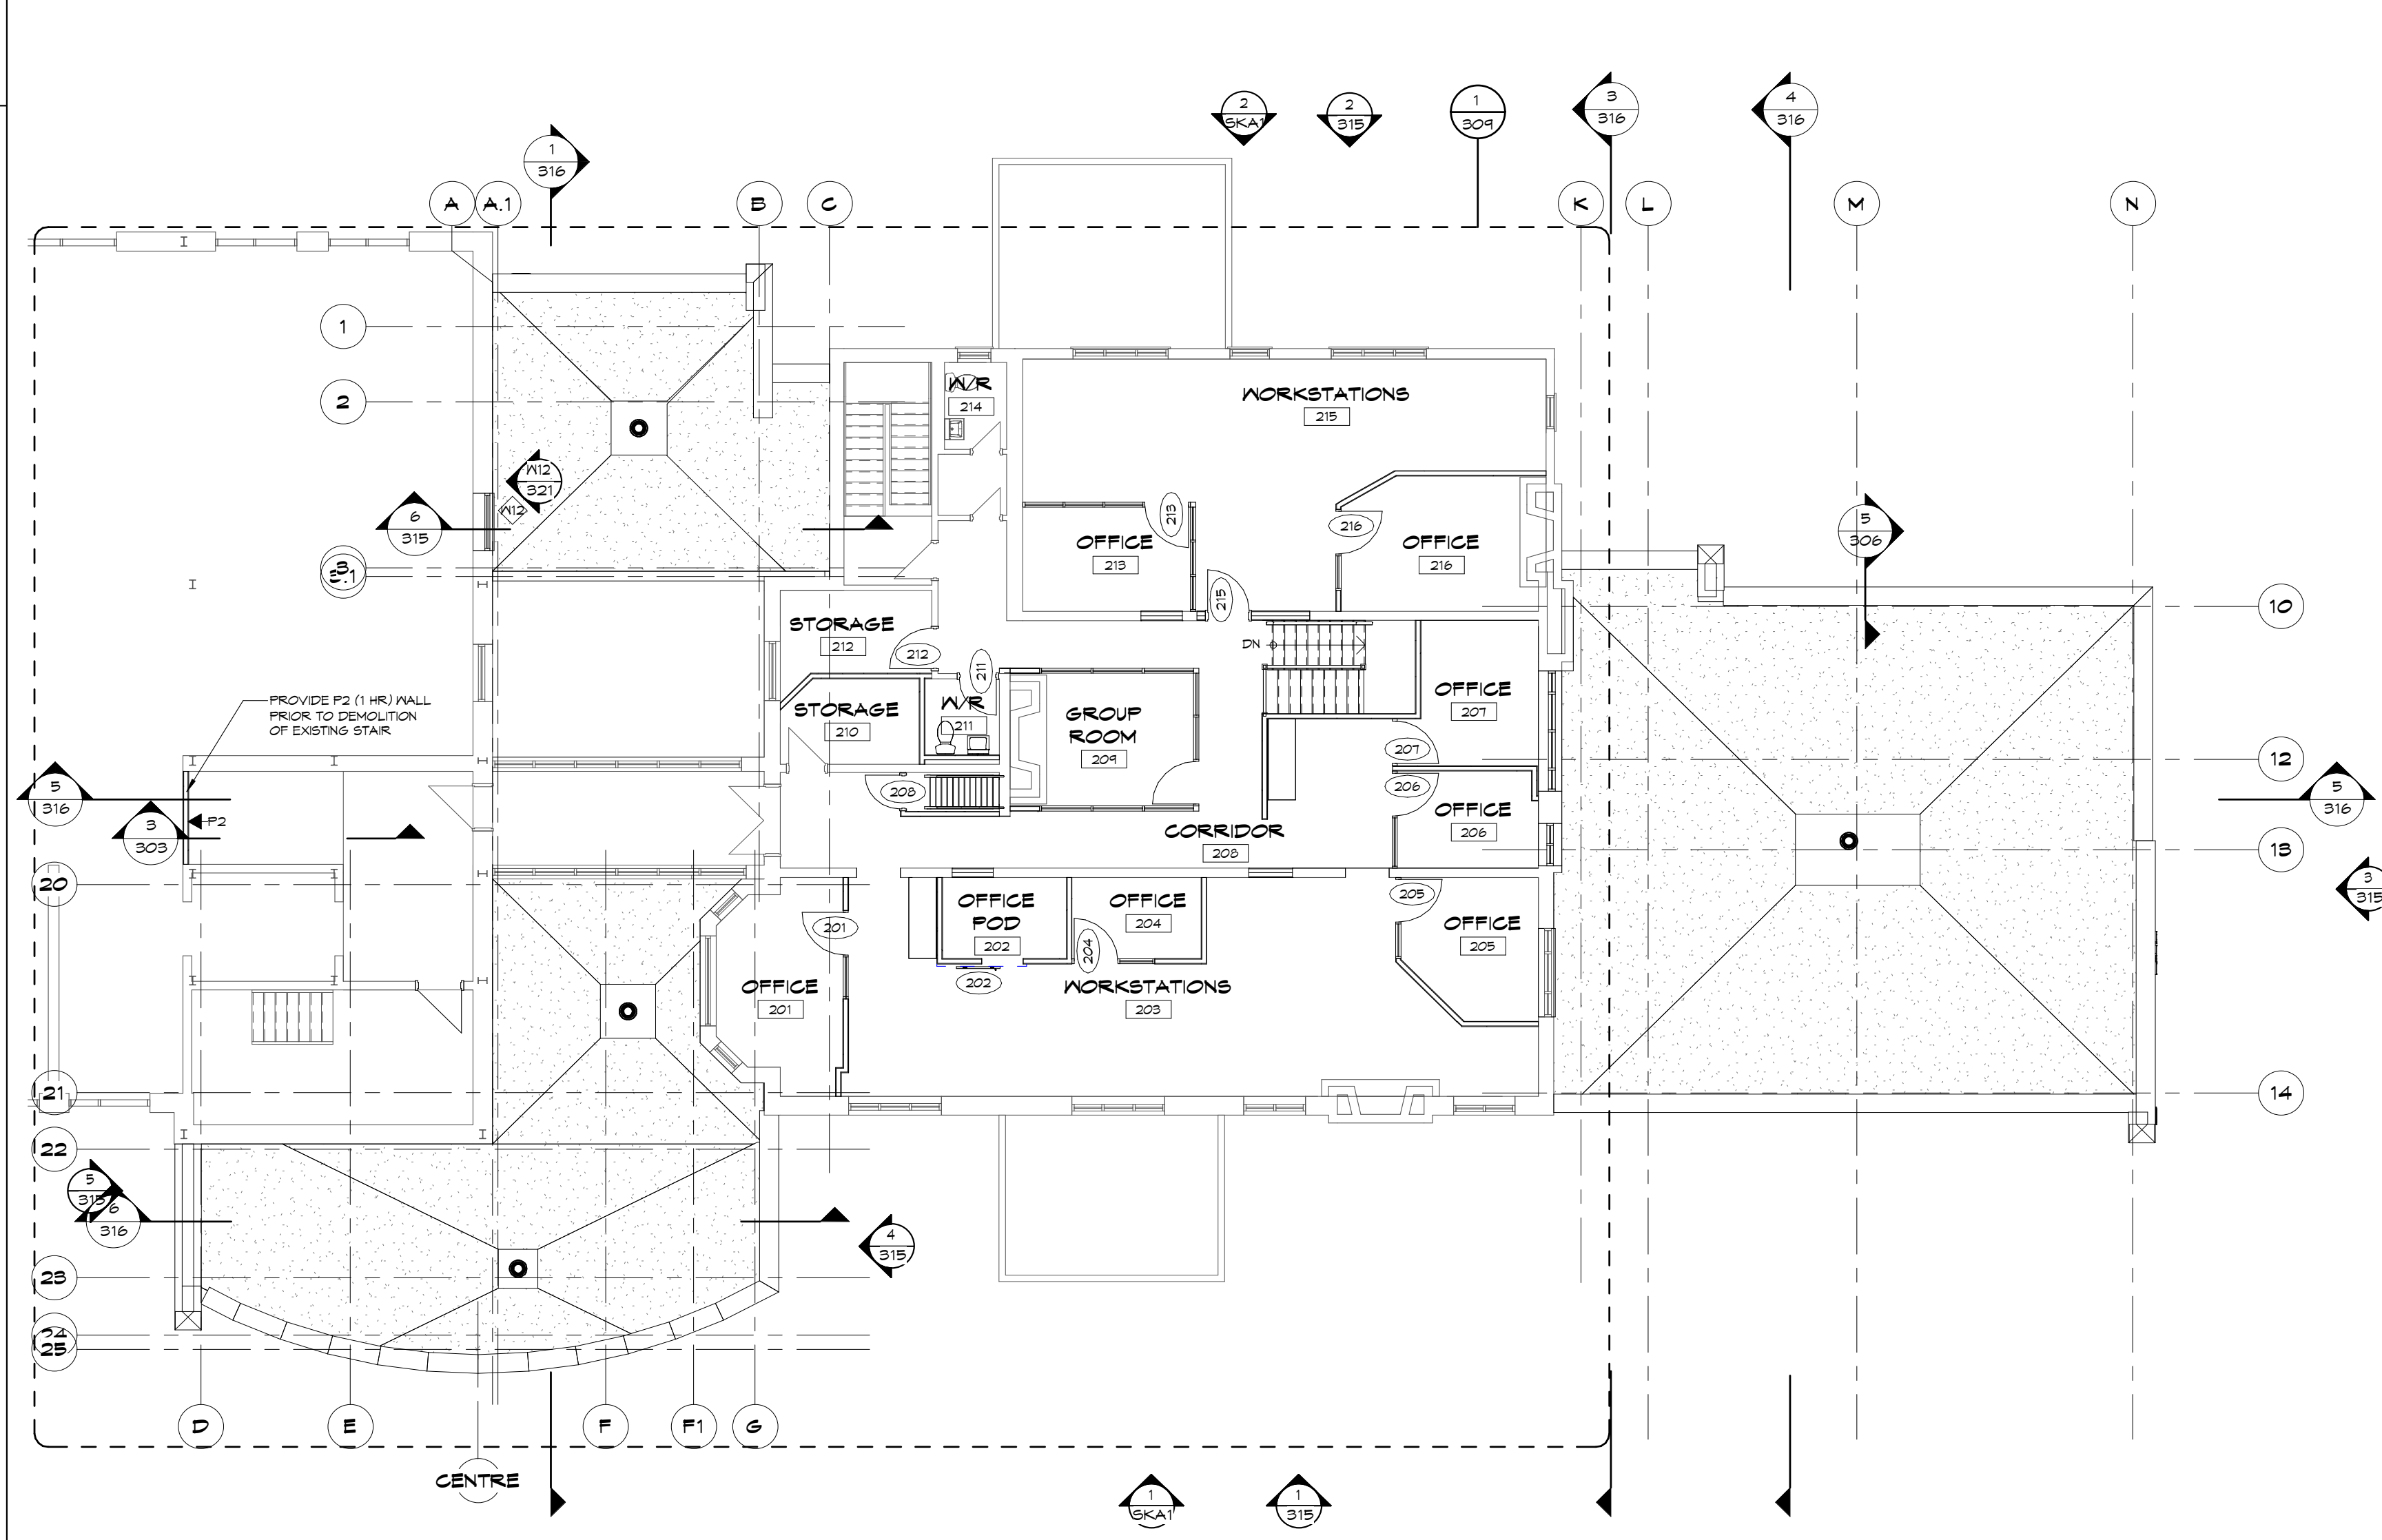 2
SKA1
2
315
1
309
3
316
4
316
1
316
A
A.1
B
C
K
L
M
N
1
2
W/R
214
WORKSTATIONS
215
W12
321
W12
6
315
213
216
5
306
OFFICE
213
OFFICE
216
3
215
10
STORAGE
212
212
DN
211
PROVIDE P2 (1 HR) WALL
PRIOR TO DEMOLITION
OF EXISTING STAIR
STORAGE
210
W/R
211
GROUP
ROOM
209
OFFICE
207
207
12
5
316
208
206
5
316
P2
3
303
CORRIDOR
208
OFFICE
206
13
20
3
315
OFFICE
POD
202
OFFICE
204
205
201
OFFICE
205
204
OFFICE
201
202
WORKSTATIONS
203
21
14
22
5
315
6
316
4
315
23
24
25
D
E
F
F1
G
CENTRE
1
SKA1
1
315